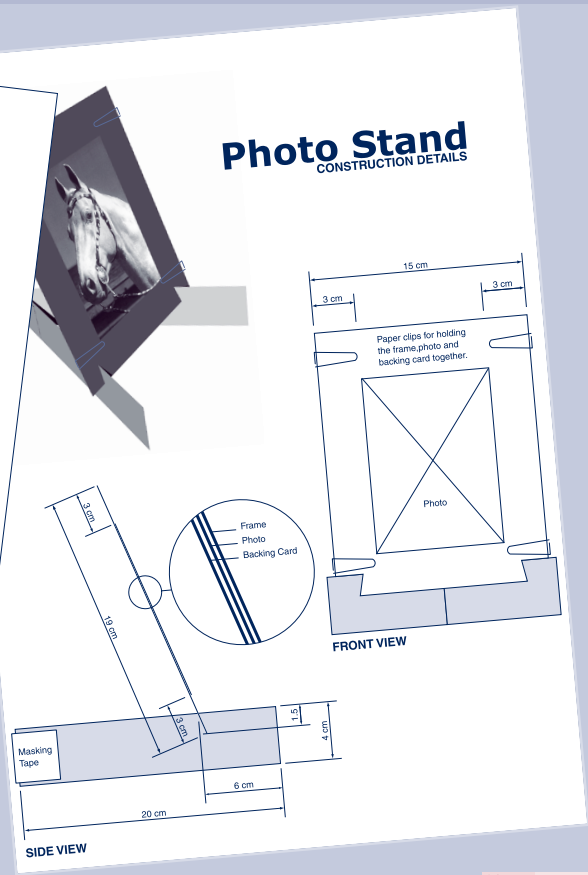 Photo Stand
CONSTRUCTION DETAILS
15 cm
3 cm
3 cm
Paper clips for holding
the frame,photo and
backing card together.
Photo
FRONT VIEW
3 cm
19 cm
Frame
Photo
Backing Card
3 cm
1.5
4 cm
Masking
Tape
6 cm
20 cm
SIDE VIEW